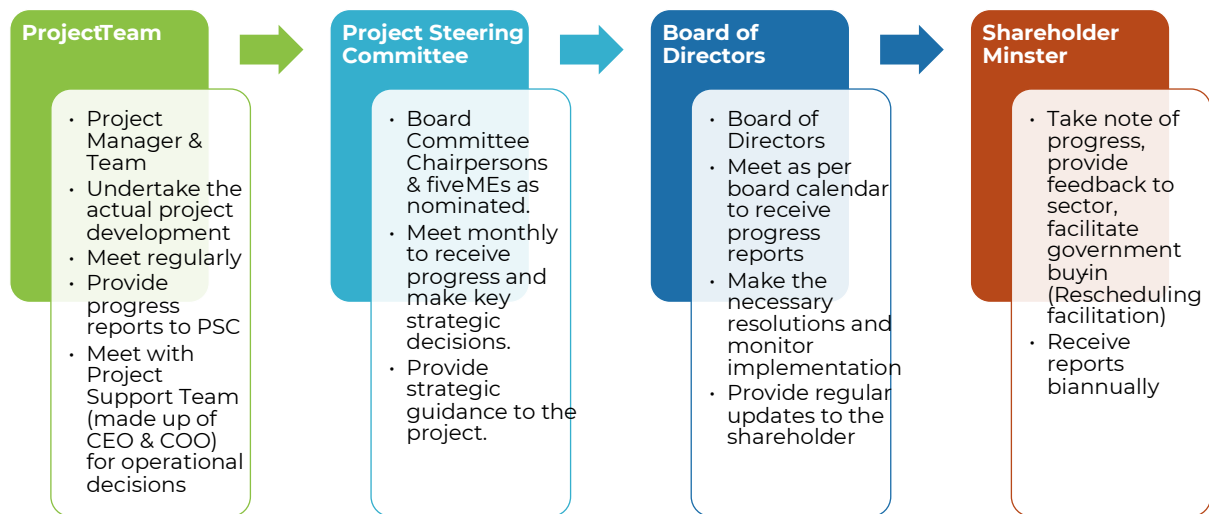 ProjectTeam
• Project
Manager &
Team
• Undertake the
actual project
development
• Meet regularly
• Provide
progress
reports to PSC
• Meet with
Project
Support Team
(made up of
CEO & COO)
for operational
decisions
Project Steering
Committee
• Board
Committee
Chairpersons
& fiveMEs as
nominated.
• Meet monthly
to receive
progress and
make key
strategic
decisions.
• Provide
strategic
guidance to the
project.
Board of
Directors
• Board of
Directors
• Meet as per
board calendar
to receive
progress
reports
• Make the
necessary
resolutions and
monitor
implementation
• Provide regular
updates to the
shareholder
Shareholder
Minster
• Take note of
progress,
provide
feedback to
sector,
facilitate
government
buyin
(Rescheduling
facilitation)
• Receive
reports
biannually